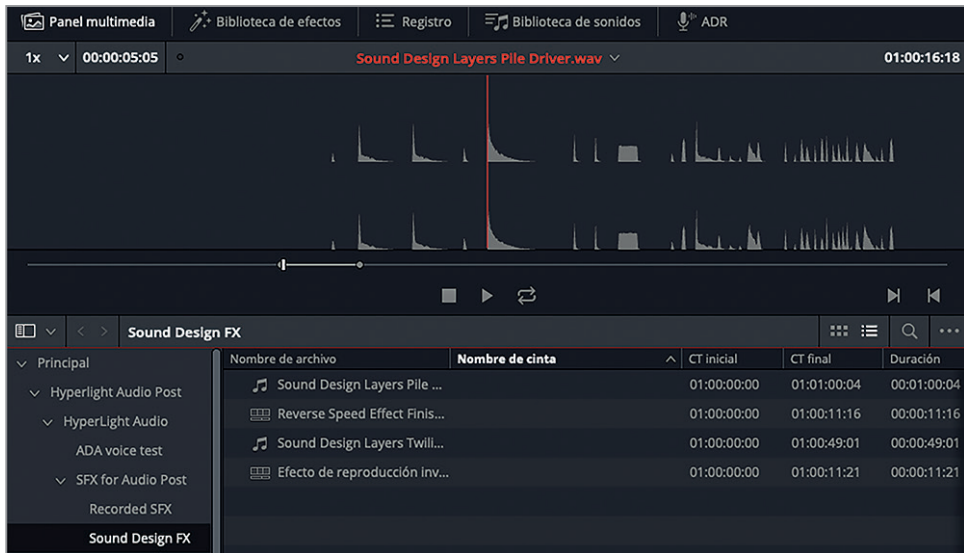 Panel multimedia Biblioteca de efectos Registro Biblioteca de sonidos ADR
1x 00:00:05:05 Sound Design Layers Pile Driver.wav 01:00:16:18
Sound Design FX
Nombre de archivo Nombre de cinta CT inicial CT final Duración
Principal
Hyperlight Audio Post
HyperLight Audio
ADA voice test
SFX for Audio Post
Recorded SFX
Sound Design FX
Sound Design Layers Pile ... 01:00:00:00 01:01:00:04 00:01:00:04
Reverse Speed Effect Finis... 01:00:00:00 01:00:11:16 00:00:11:16
Sound Design Layers Twili... 01:00:00:00 01:00:49:01 00:00:49:01
Efecto de reproducción inv... 01:00:00:00 01:00:11:21 00:00:11:21